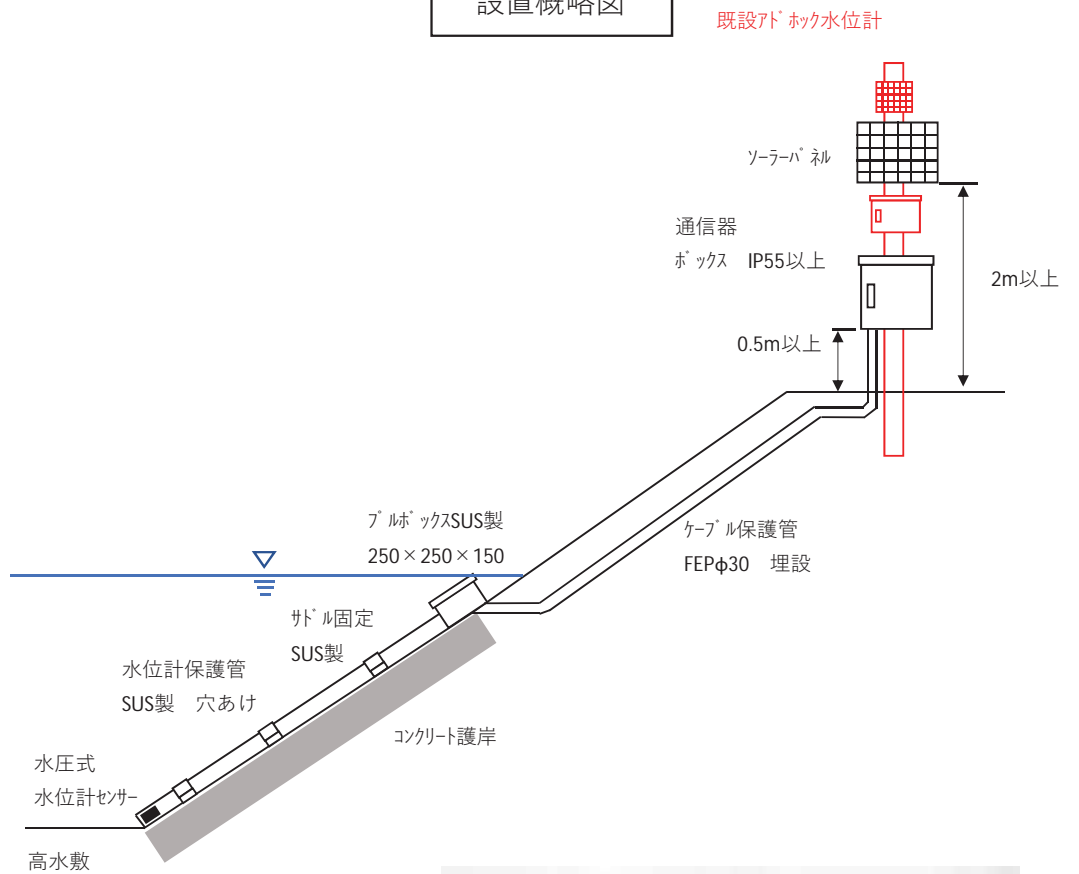 設置概略図
既設ｱﾄﾞﾎｯｸ水位計
ｿｰﾗｰﾊﾟﾈﾙ
通信器
ﾎﾞｯｸｽ　IP55以上
2m以上
0.5m以上
ﾌﾟﾙﾎﾞｯｸｽSUS製
250×250×150
ｹｰﾌﾞﾙ保護管
FEPφ30　埋設
ｻﾄﾞﾙ固定
SUS製
水位計保護管
SUS製　穴あけ
ｺﾝｸﾘｰﾄ護岸
水圧式
水位計ｾﾝｻｰ
高水敷